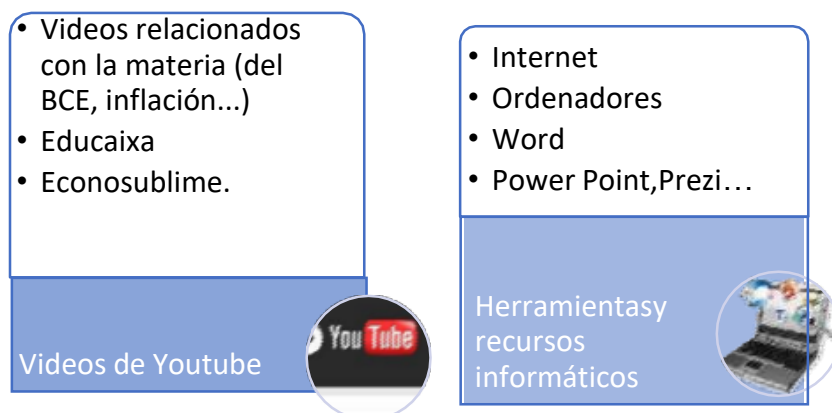 • Videos relacionados
con la materia (del
BCE, inflación...)
• Educaixa
• Econosublime.
Videos de Youtube
You Tube
• Internet
• Ordenadores
• Word
• Power Point,Prezi...
Herramientasy
recursos
informáticos